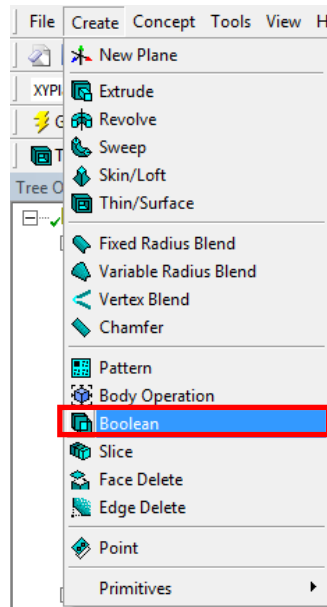 File Create Concept Tools View H
New Plane
XYPl
Extrude
G
Revolve
Sweep
T
Skin/Loft
Thin/Surface
Tree O
Fixed Radius Blend
Variable Radius Blend
Vertex Blend
Chamfer
Pattern
Body Operation
Boolean
Slice
Face Delete
Edge Delete
Point
Primitives